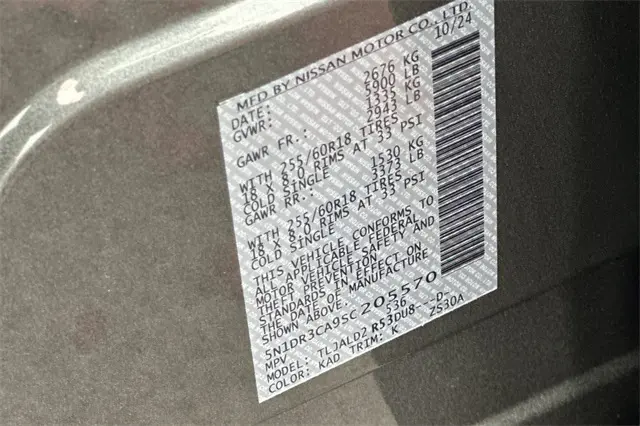 MFD BY NISSAN MOTOR CO., LTD.
DATE: 10/24
GVWR: 2676 KG
5900 LB
GAWR FR.: 1335 KG
2943 LB
WITH 255/60R18 TIRES
18 X 8.0 RIMS AT 33 PSI
COLD SINGLE
GAWR RR.: 1530 KG
3373 LB
WITH 255/60R18 TIRES
18 X 8.0 RIMS AT 33 PSI
COLD SINGLE
THIS VEHICLE CONFORMS TO
ALL APPLICABLE FEDERAL
MOTOR VEHICLE SAFETY AND
THEFT PREVENTION
STANDARDS IN EFFECT ON
THE DATE OF MANUFACTURE
SHOWN ABOVE.
5N1DR3CA9SC205570
MPV 536
MODEL: TLJALD2 R53DU8---D
COLOR: KAD TRIM: K ZS30A